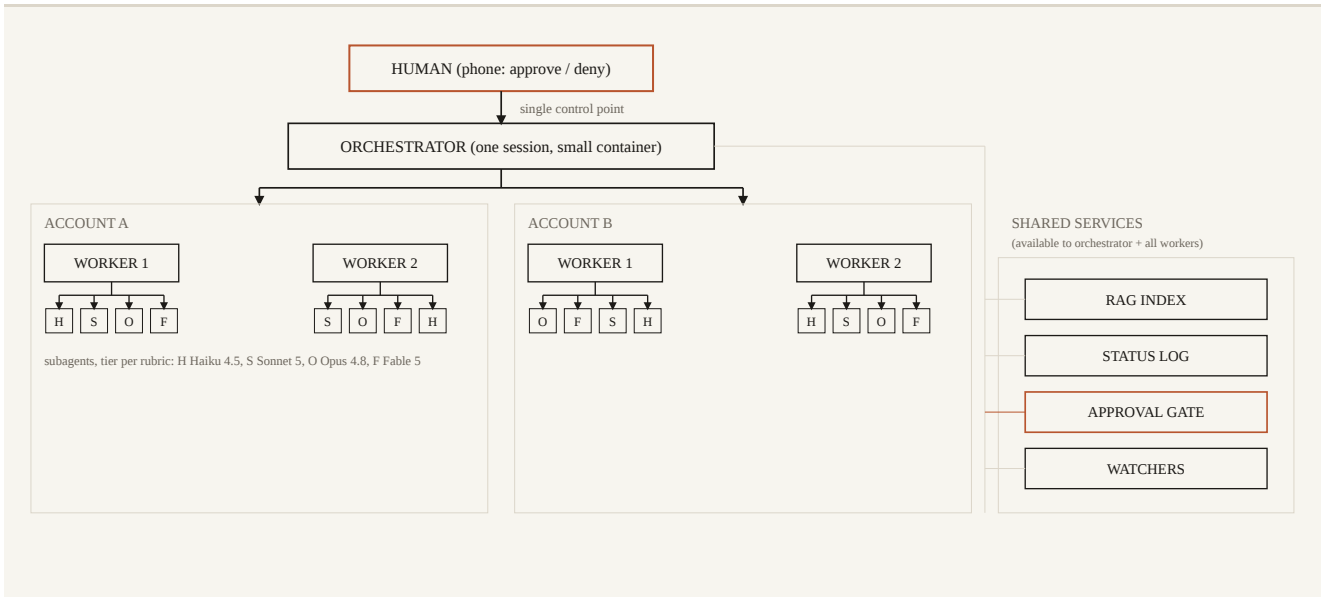 HUMAN (phone: approve / deny)
single control point
ORCHESTRATOR (one session, small container)
ACCOUNT A
WORKER 1
WORKER 2
H S O F
S O F H
subagents, tier per rubric: H Haiku 4.5, S Sonnet 5, O Opus 4.8, F Fable 5
ACCOUNT B
WORKER 1
WORKER 2
O F S H
H S O F
SHARED SERVICES
(available to orchestrator + all workers)
RAG INDEX
STATUS LOG
APPROVAL GATE
WATCHERS